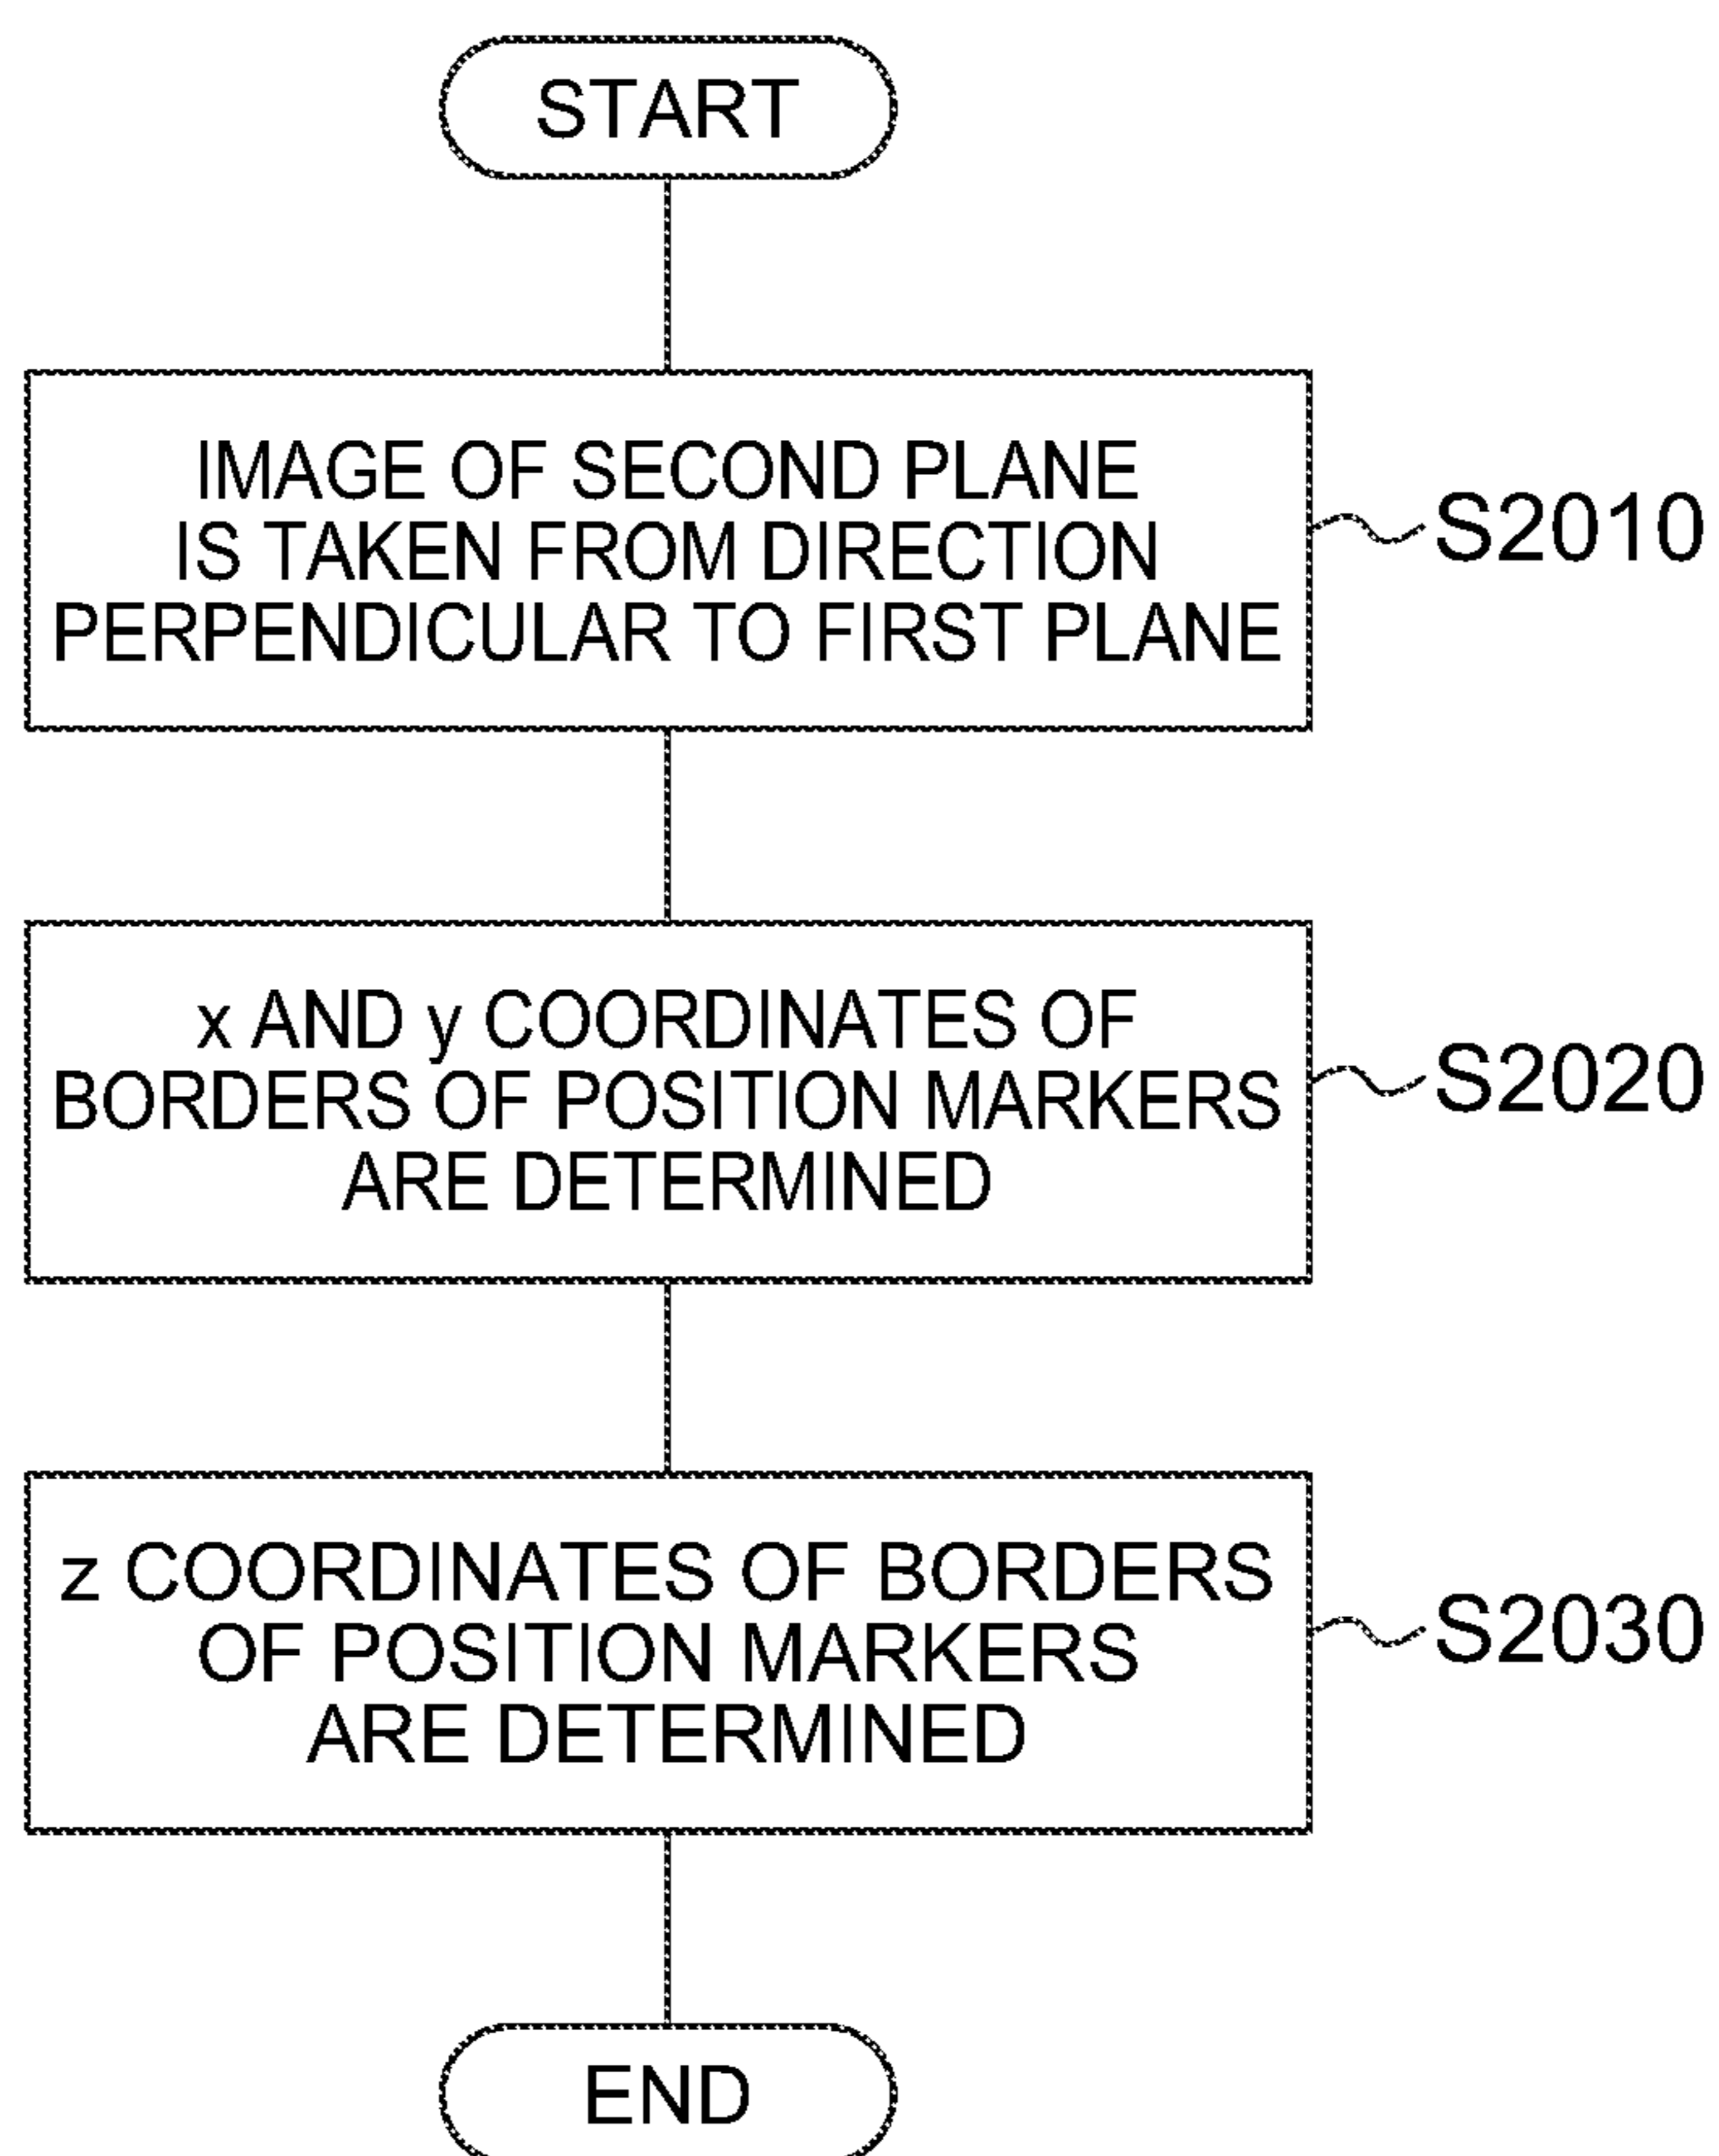 START
IMAGE OF SECOND PLANE
IS TAKEN FROM DIRECTION
PERPENDICULAR TO FIRST PLANE
S2010
x AND y COORDINATES OF
BORDERS OF POSITION MARKERS
ARE DETERMINED
S2020
z COORDINATES OF BORDERS
OF POSITION MARKERS
ARE DETERMINED
S2030
END